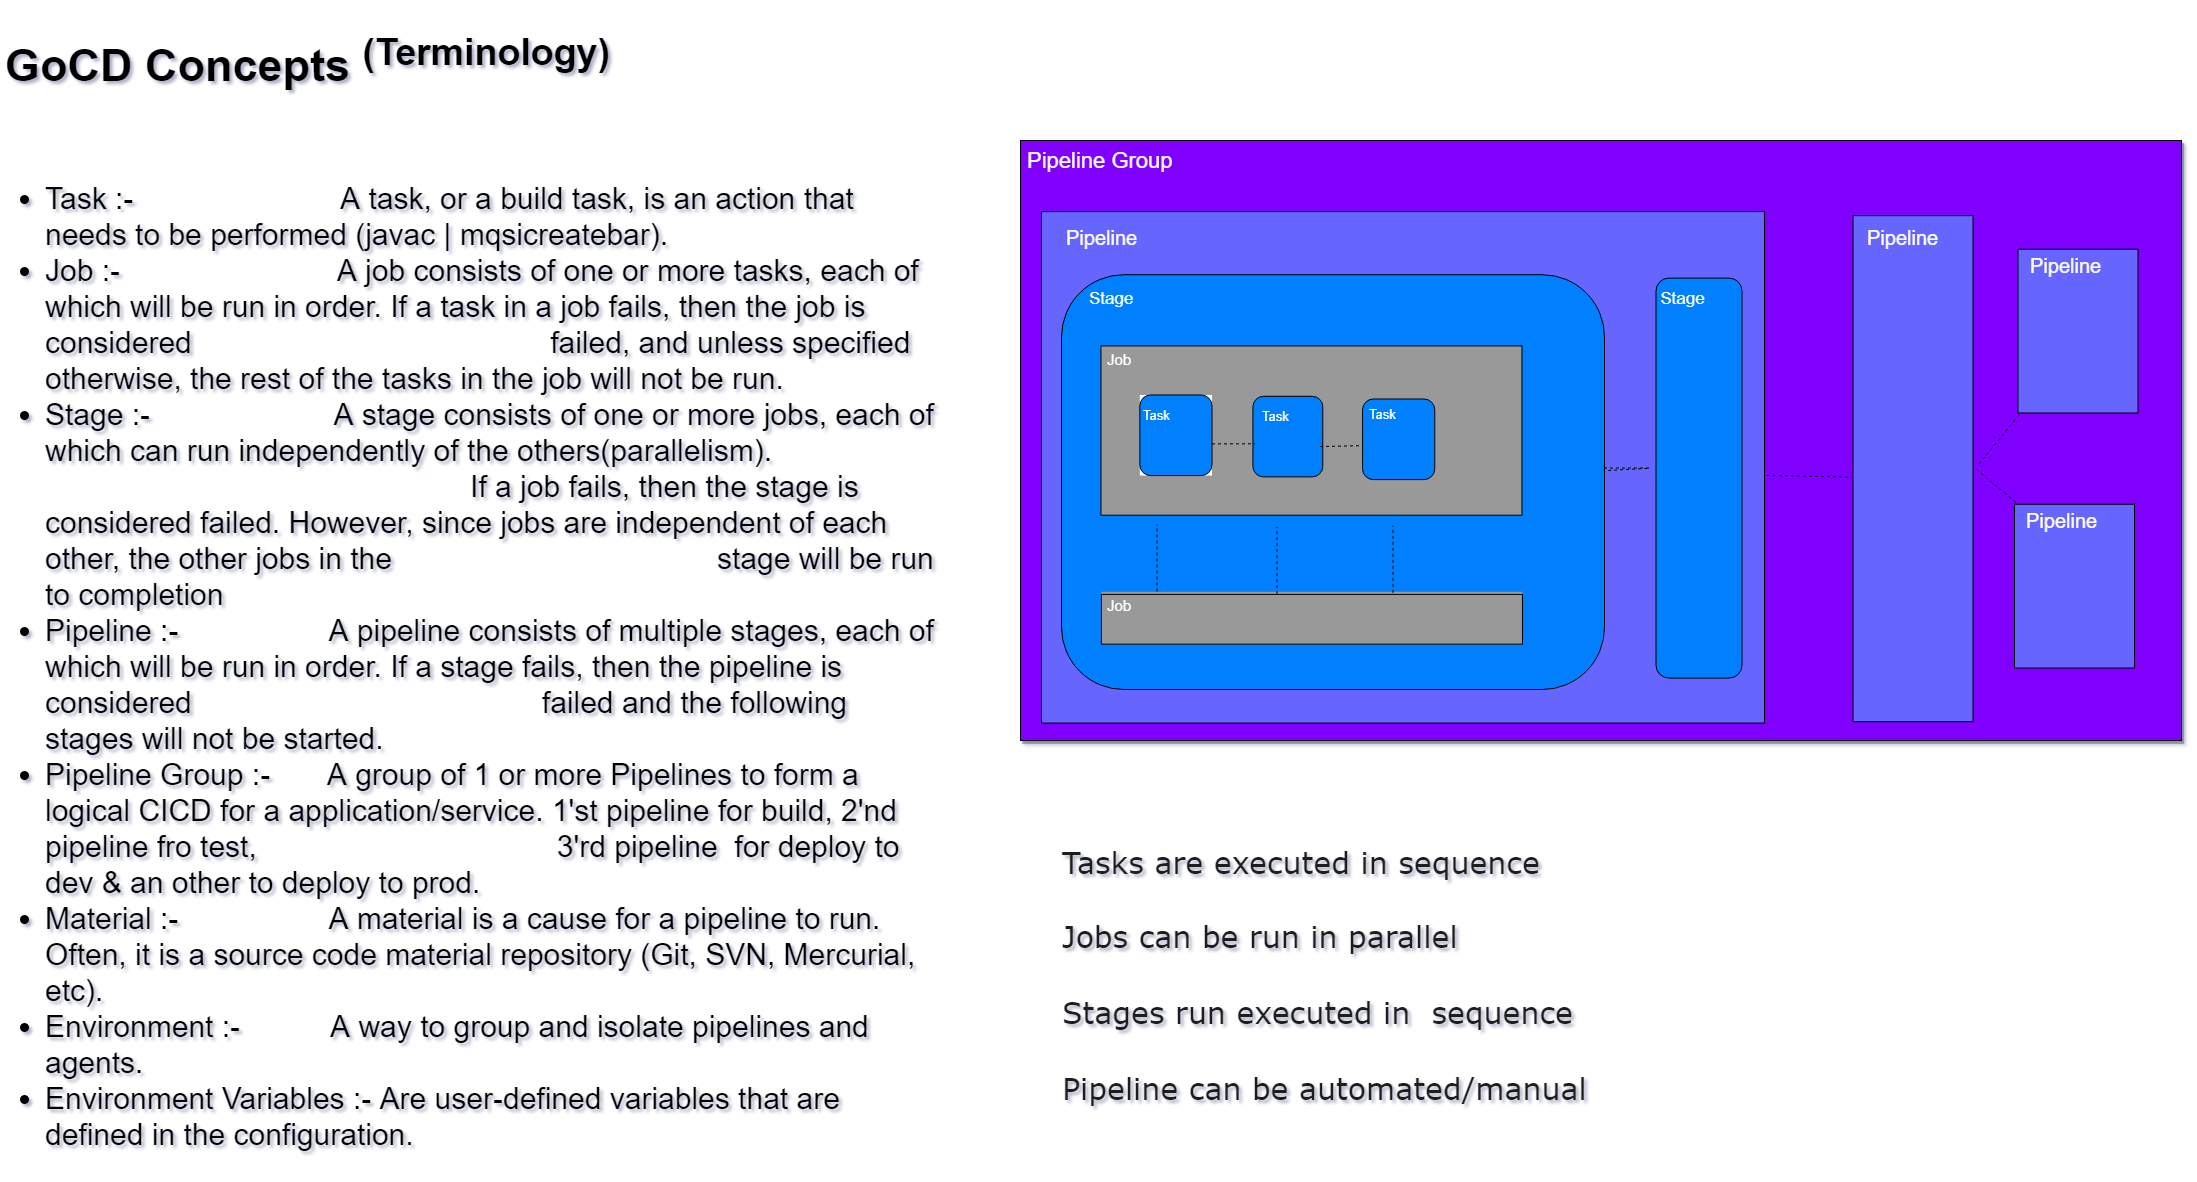 GoCD Concepts (Terminology)
Task :- A task, or a build task, is an action that
needs to be performed (javac | mqsicreatebar).
Job :- A job consists of one or more tasks, each of
which will be run in order. If a task in a job fails, then the job is
considered failed, and unless specified
otherwise, the rest of the tasks in the job will not be run.
Stage :- A stage consists of one or more jobs, each of
which can run independently of the others(parallelism).
If a job fails, then the stage is
considered failed. However, since jobs are independent of each
other, the other jobs in the stage will be run
to completion
Pipeline :- A pipeline consists of multiple stages, each of
which will be run in order. If a stage fails, then the pipeline is
considered failed and the following
stages will not be started.
Pipeline Group :- A group of 1 or more Pipelines to form a
logical CICD for a application/service. 1'st pipeline for build, 2'nd
pipeline fro test, 3'rd pipeline for deploy to
dev & an other to deploy to prod.
Material :- A material is a cause for a pipeline to run.
Often, it is a source code material repository (Git, SVN, Mercurial,
etc).
Environment :- A way to group and isolate pipelines and
agents.
Environment Variables :- Are user-defined variables that are
defined in the configuration.
Pipeline Group
Pipeline
Stage
Job
Task
Task
Task
Job
Stage
Pipeline
Pipeline
Pipeline
Tasks are executed in sequence
Jobs can be run in parallel
Stages run executed in sequence
Pipeline can be automated/manual